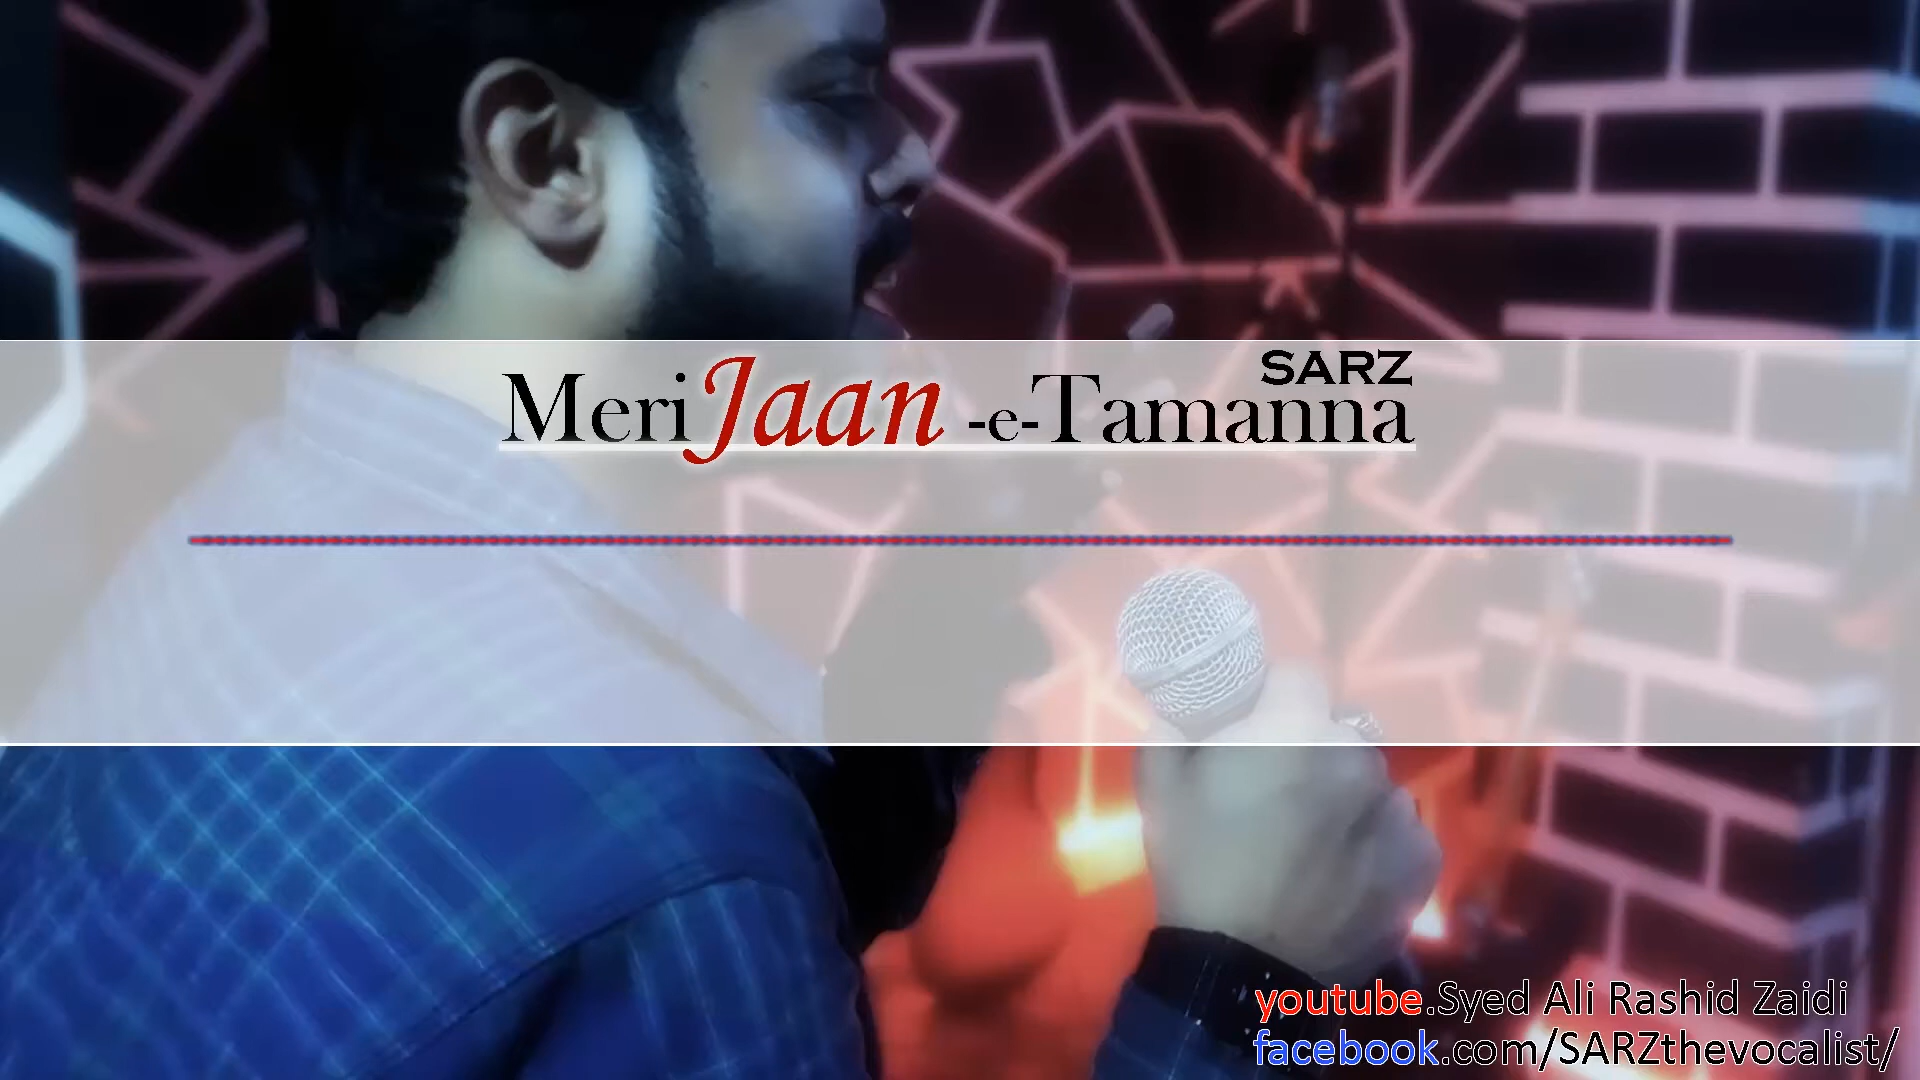 SARZ
Meri Jaan -e-Tamanna
youtube.Syed Ali Rashid Zaidi
facebook.com/SARZthevocalist/